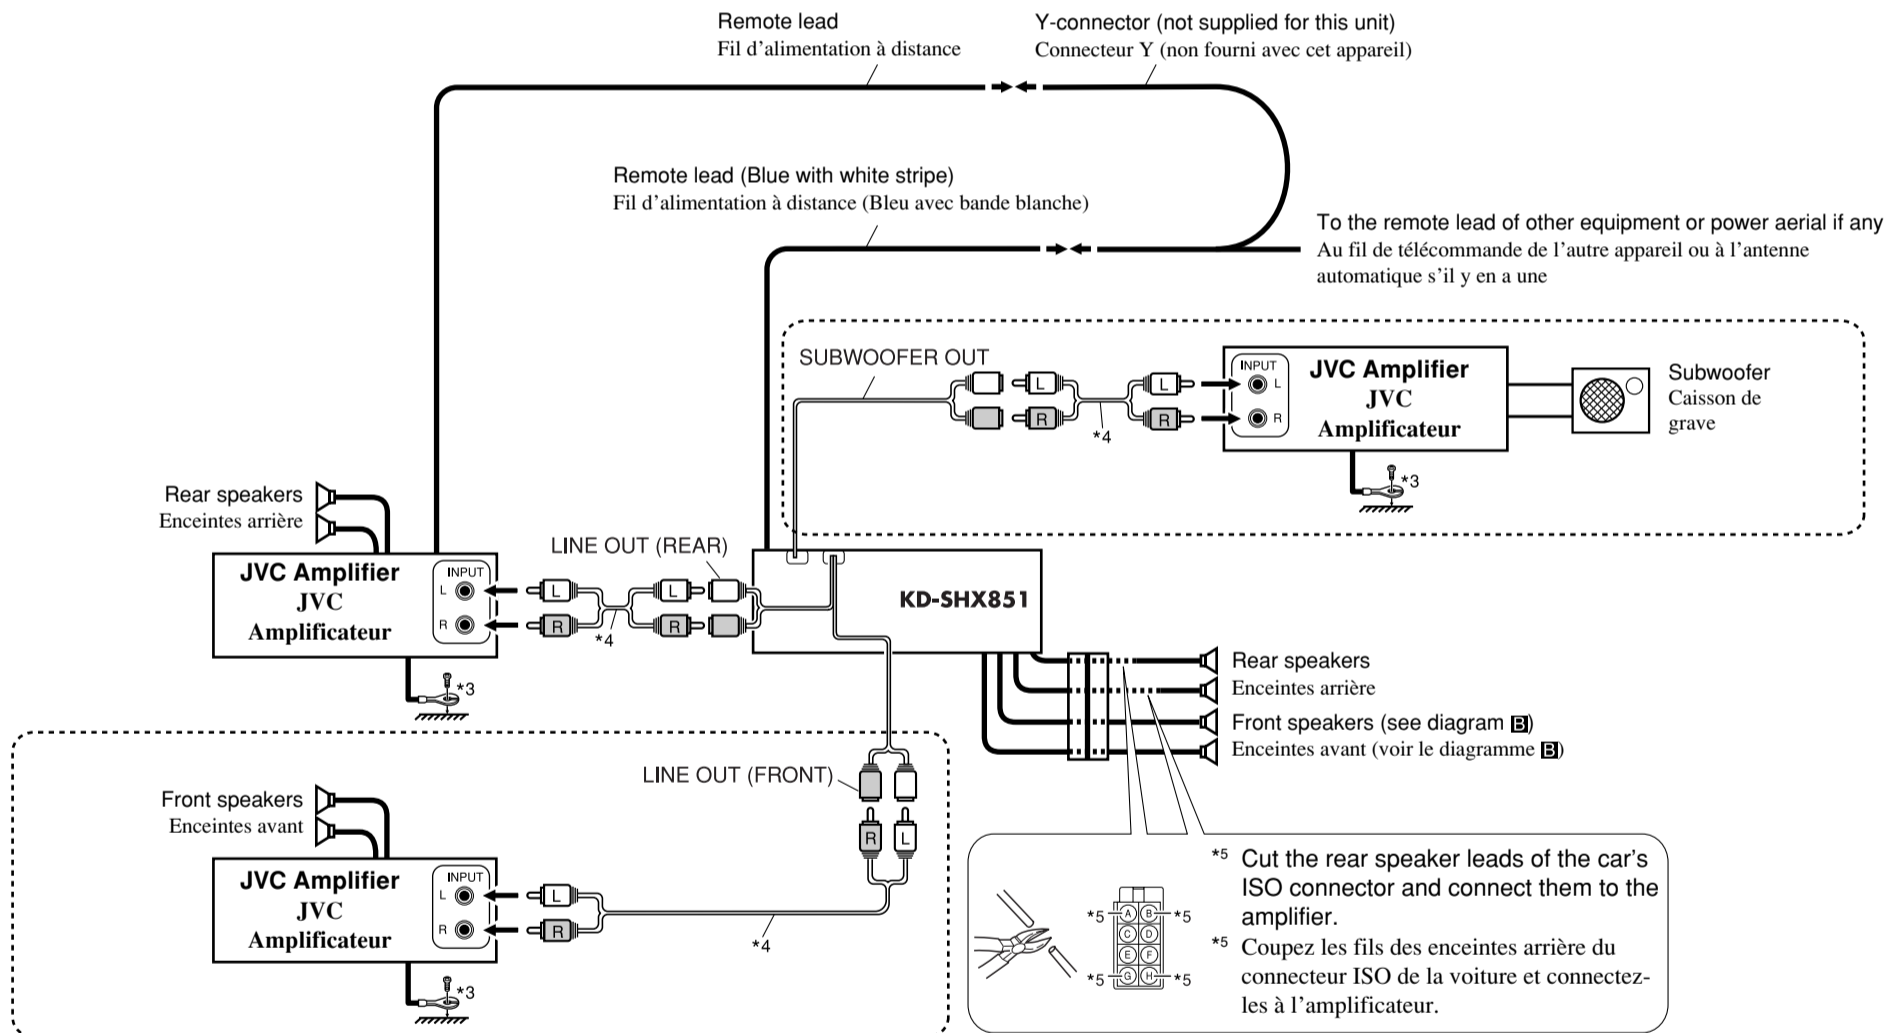 Remote lead
Fil d’alimentation à distance
Y-connector (not supplied for this unit)
Connecteur Y (non fourni avec cet appareil)
Remote lead (Blue with white stripe)
Fil d’alimentation à distance (Bleu avec bande blanche)
To the remote lead of other equipment or power aerial if any
Au fil de télécommande de l’autre appareil ou à l’antenne
automatique s’il y en a une
SUBWOOFER OUT
L
R
*4
L
R
INPUT
L
R
JVC Amplifier
JVC
Amplificateur
*3
Subwoofer
Caisson de
grave
Rear speakers
Enceintes arrière
JVC Amplifier
JVC
Amplificateur
INPUT
L
R
*3
LINE OUT (REAR)
L
R
*4
L
R
KD-SHX851
Rear speakers
Enceintes arrière
Front speakers (see diagram B)
Enceintes avant (voir le diagramme B)
LINE OUT (FRONT)
R
L
Front speakers
Enceintes avant
JVC Amplifier
JVC
Amplificateur
INPUT
L
R
*3
L
R
*4
*5 A B *5
C D
E F
*5 G H *5
*5 Cut the rear speaker leads of the car’s
ISO connector and connect them to the
amplifier.
*5 Coupez les fils des enceintes arrière du
connecteur ISO de la voiture et connectez-
les à l’amplificateur.